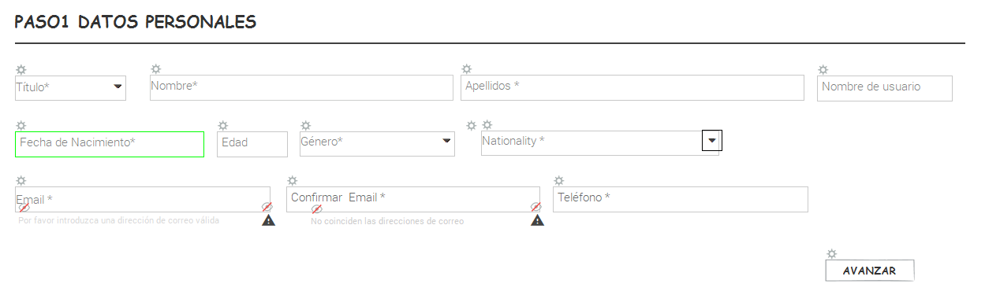 PASO1 DATOS PERSONALES
Título*
Nombre*
Apellidos *
Nombre de usuario
Fecha de Nacimiento*
Edad
Género*
Nationality *
Email *
Confirmar Email *
Teléfono *
Por favor introduzca una dirección de correo válida
No coinciden las direcciones de correo
AVANZAR